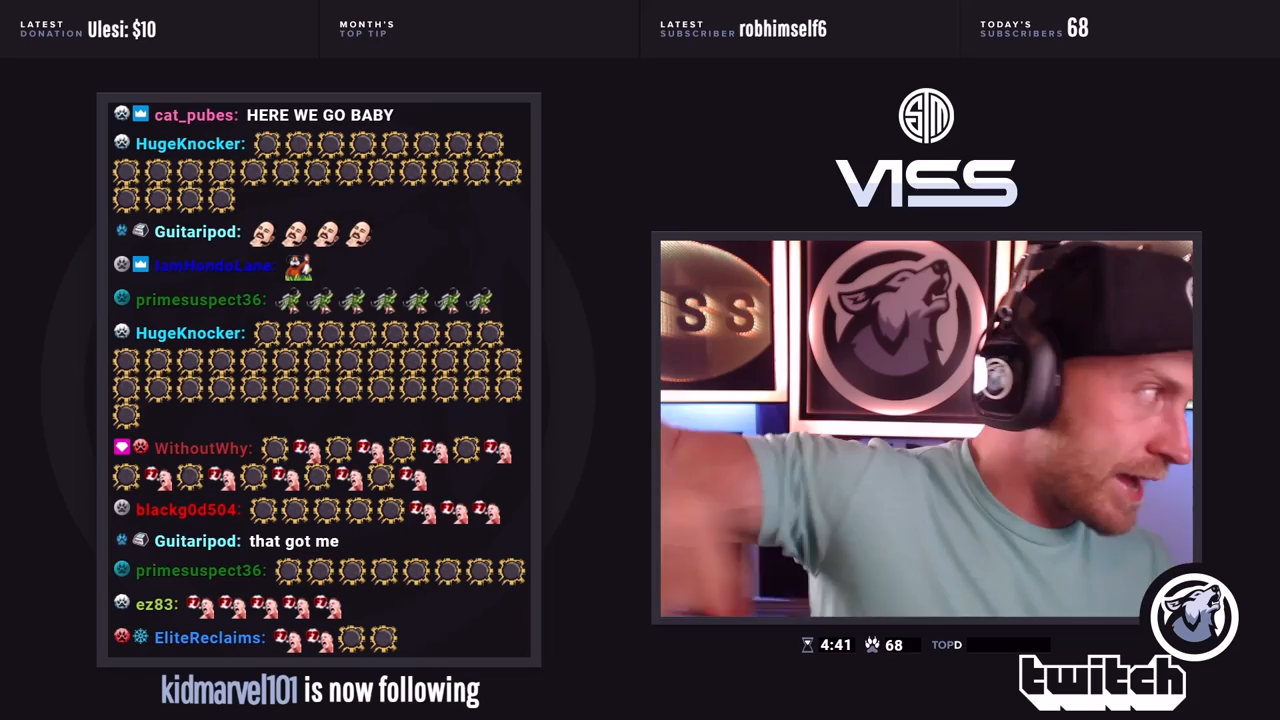 LATEST
DONATION Ulesi: $10
MONTH'S
TOP TIP
LATEST
SUBSCRIBER robhimself6
TODAY'S
SUBSCRIBERS 68
cat_pubes: HERE WE GO BABY
HugeKnocker:
Guitaripod:
IamHondoLane:
primesuspect36:
HugeKnocker:
WithoutWhy:
blackg0d504:
Guitaripod: that got me
primesuspect36:
ez83:
EliteReclaims:
kidmarvel101 is now following
TSM
VISS
SS
4:41 68 TOPD
twitch